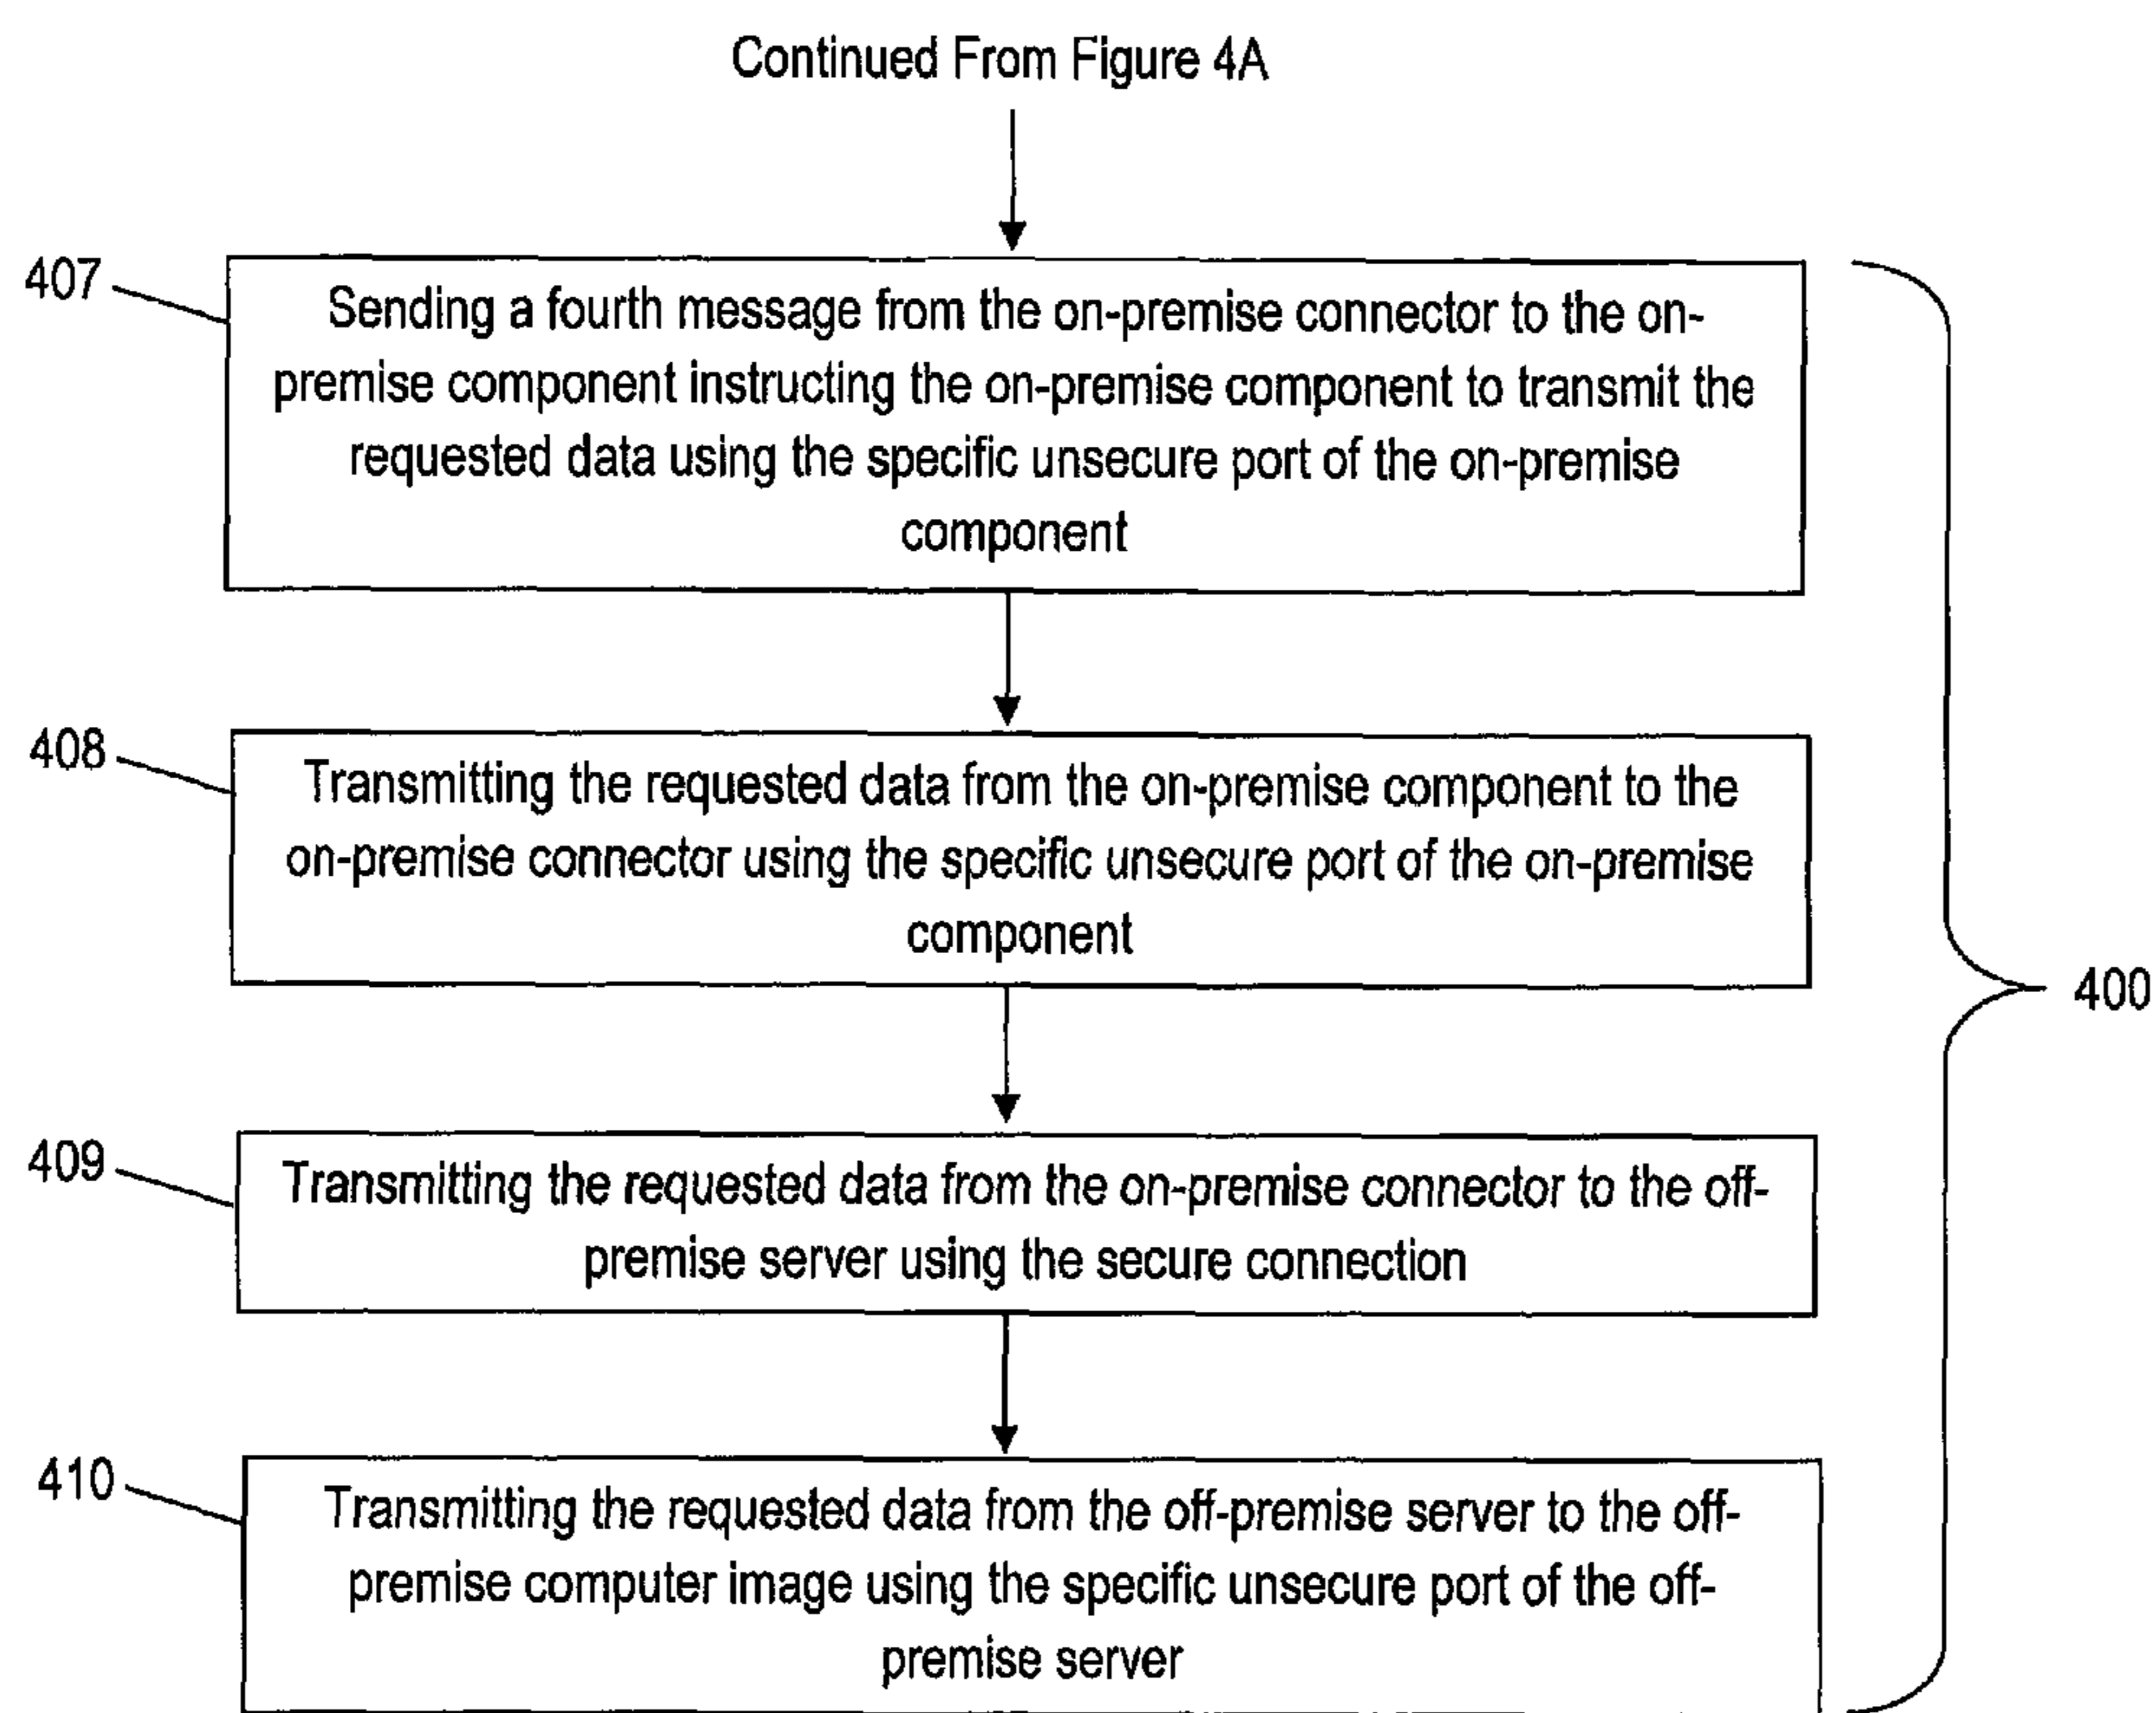 Continued From Figure 4A
407
Sending a fourth message from the on-premise connector to the on-
premise component instructing the on-premise component to transmit the
requested data using the specific unsecure port of the on-premise
component
408
Transmitting the requested data from the on-premise component to the
on-premise connector using the specific unsecure port of the on-premise
component
400
409
Transmitting the requested data from the on-premise connector to the off-
premise server using the secure connection
410
Transmitting the requested data from the off-premise server to the off-
premise computer image using the specific unsecure port of the off-
premise server